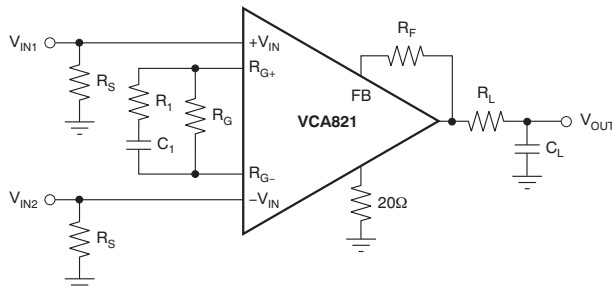 V_IN1
+V_IN
R_F
R_S
R_G+
R_1
R_G
FB
R_L
C_1
VCA821
V_OUT
C_L
R_G−
V_IN2
−V_IN
20Ω
R_S